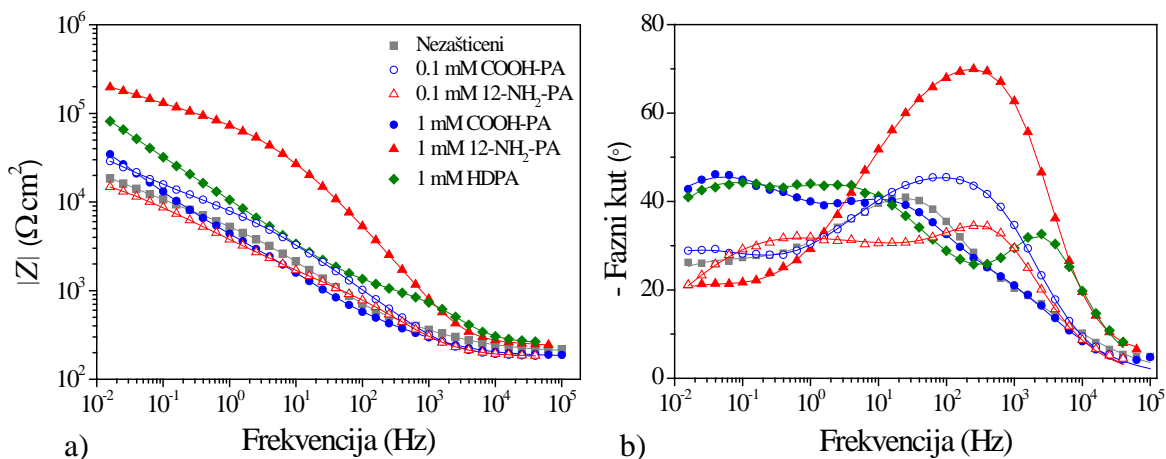 10^6
10^5
10^4
10^3
10^2
|Z| (Ω cm^2)
Nezašticeni
0.1 mM COOH-PA
0.1 mM 12-NH_2-PA
1 mM COOH-PA
1 mM 12-NH_2-PA
1 mM HDPA
10^-2 10^-1 10^0 10^1 10^2 10^3 10^4 10^5
Frekvencija (Hz)
a)
80
60
40
20
0
- Fazni kut (°)
10^-2 10^-1 10^0 10^1 10^2 10^3 10^4 10^5
Frekvencija (Hz)
b)